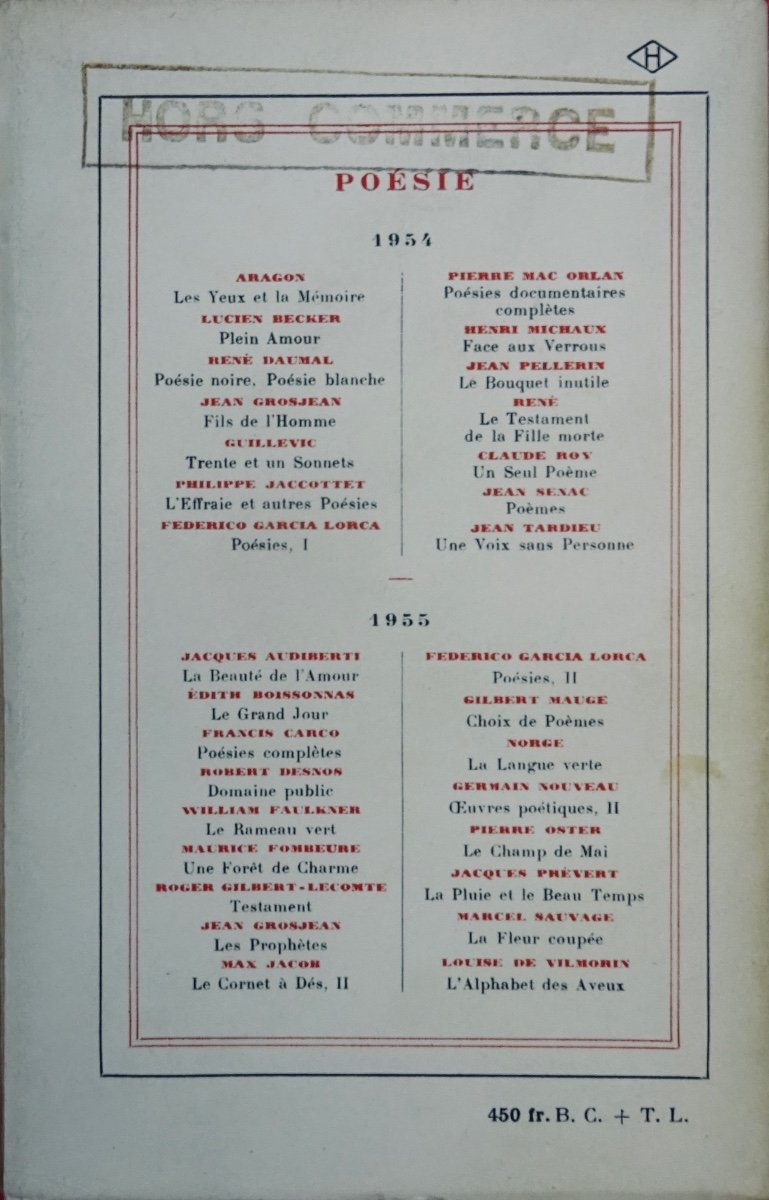 H
HORS COMMERCE
POÉSIE
1954
ARAGON
Les Yeux et la Mémoire
LUCIEN BECKER
Plein Amour
RENÉ DAUMAL
Poésie noire, Poésie blanche
JEAN GROSJEAN
Fils de l'Homme
GUILLEVIC
Trente et un Sonnets
PHILIPPE JACCOTTET
L'Effraie et autres Poésies
FEDERICO GARCIA LORCA
Poésies, I
PIERRE MAC ORLAN
Poésies documentaires
complètes
HENRI MICHAUX
Face aux Verrous
JEAN PELLERIN
Le Bouquet inutile
RENÉ
Le Testament
de la Fille morte
CLAUDE ROY
Un Seul Poème
JEAN SENAC
Poèmes
JEAN TARDIEU
Une Voix sans Personne
1955
JACQUES AUDIBERTI
La Beauté de l'Amour
ÉDITH BOISSONNAS
Le Grand Jour
FRANCIS CARCO
Poésies complètes
ROBERT DESNOS
Domaine public
WILLIAM FAULKNER
Le Rameau vert
MAURICE FOMBEURE
Une Forêt de Charme
ROGER GILBERT-LECOMTE
Testament
JEAN GROSJEAN
Les Prophètes
MAX JACOB
Le Cornet à Dés, II
FEDERICO GARCIA LORCA
Poésies, II
GILBERT MAUGE
Choix de Poèmes
NORGE
La Langue verte
GERMAIN NOUVEAU
Œuvres poétiques, II
PIERRE OSTER
Le Champ de Mai
JACQUES PRÉVERT
La Pluie et le Beau Temps
MARCEL SAUVAGE
La Fleur coupée
LOUISE DE VILMORIN
L'Alphabet des Aveux
450 fr. B. C. + T. L.